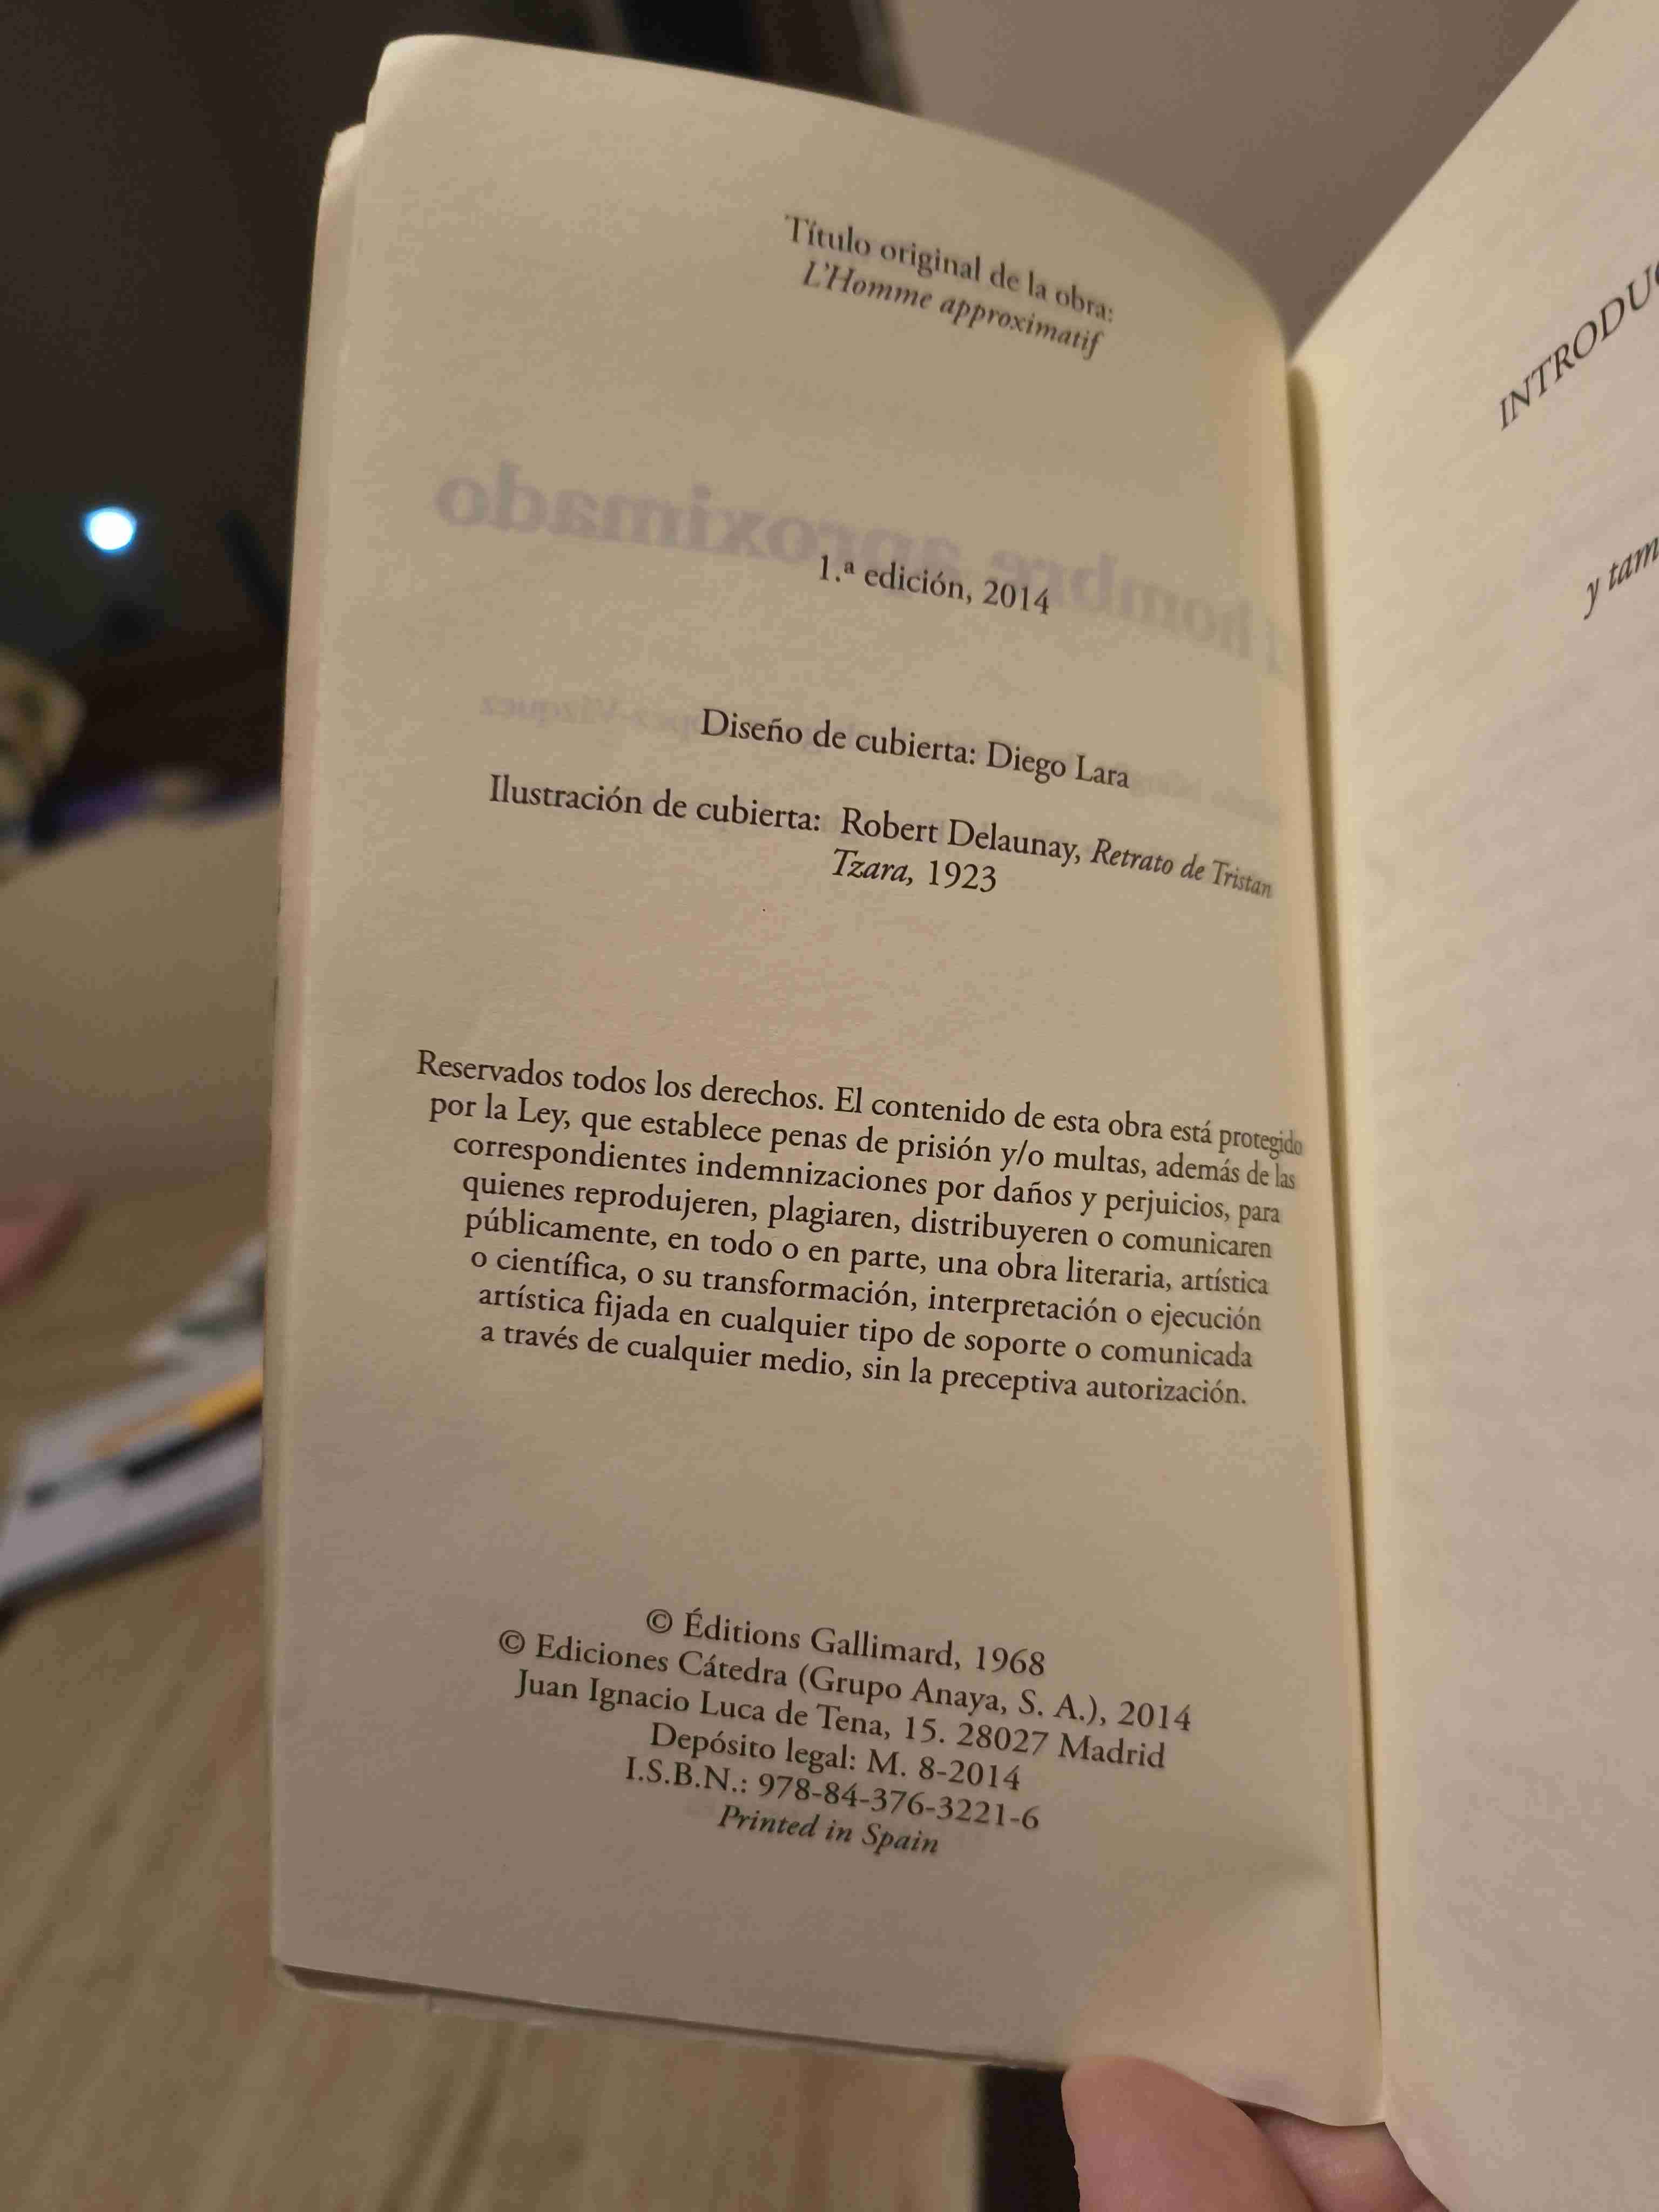 Título original de la obra:
L'Homme approximatif
1.ª edición, 2014
Diseño de cubierta: Diego Lara
Ilustración de cubierta: Robert Delaunay, Retrato de Tristan
Tzara, 1923
Reservados todos los derechos. El contenido de esta obra está protegido
por la Ley, que establece penas de prisión y/o multas, además de las
correspondientes indemnizaciones por daños y perjuicios, para
quienes reprodujeren, plagiaren, distribuyeren o comunicaren
públicamente, en todo o en parte, una obra literaria, artística
o científica, o su transformación, interpretación o ejecución
artística fijada en cualquier tipo de soporte o comunicada
a través de cualquier medio, sin la preceptiva autorización.
© Éditions Gallimard, 1968
© Ediciones Cátedra (Grupo Anaya, S. A.), 2014
Juan Ignacio Luca de Tena, 15. 28027 Madrid
Depósito legal: M. 8-2014
I.S.B.N.: 978-84-376-3221-6
Printed in Spain
y